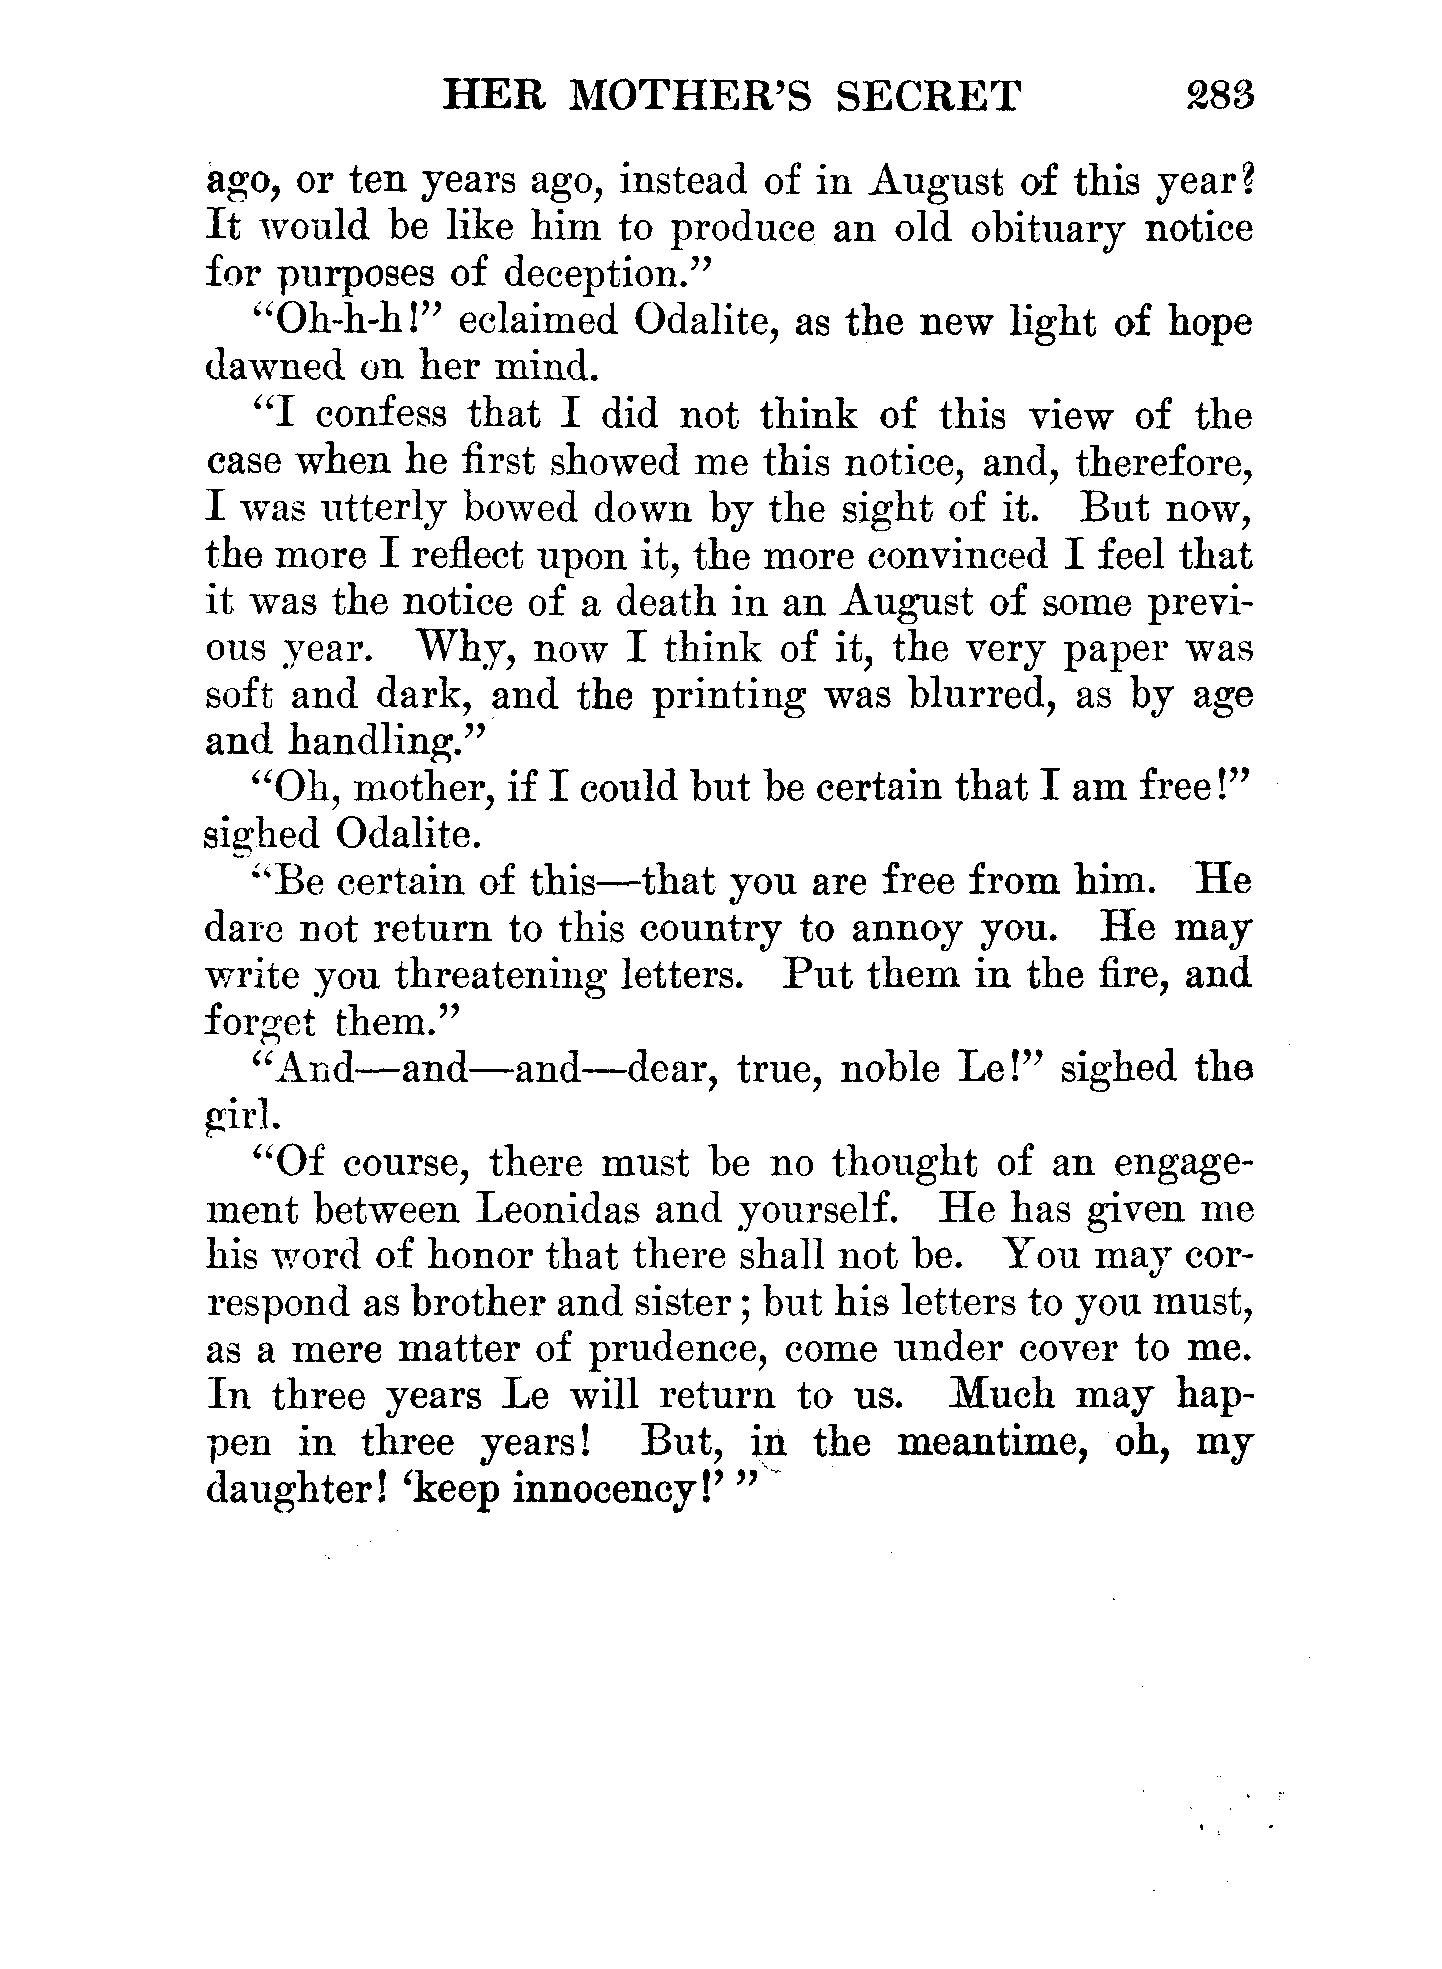 HER MOTHER'S SECRET 283
ago, or ten years ago, instead of in August of this year?
It would be like him to produce an old obituary notice
for purposes of deception."
"Oh-h-h!" eclaimed Odalite, as the new light of hope
dawned on her mind.
"I confess that I did not think of this view of the
case when he first showed me this notice, and, therefore,
I was utterly bowed down by the sight of it. But now,
the more I reflect upon it, the more convinced I feel that
it was the notice of a death in an August of some previ-
ous year. Why, now I think of it, the very paper was
soft and dark, and the printing was blurred, as by age
and handling."
"Oh, mother, if I could but be certain that I am free!"
sighed Odalite.
"Be certain of this—that you are free from him. He
dare not return to this country to annoy you. He may
write you threatening letters. Put them in the fire, and
forget them."
"And—and—and—dear, true, noble Le!" sighed the
girl.
"Of course, there must be no thought of an engage-
ment between Leonidas and yourself. He has given me
his word of honor that there shall not be. You may cor-
respond as brother and sister; but his letters to you must,
as a mere matter of prudence, come under cover to me.
In three years Le will return to us. Much may hap-
pen in three years! But, in the meantime, oh, my
daughter! 'keep innocency!' "